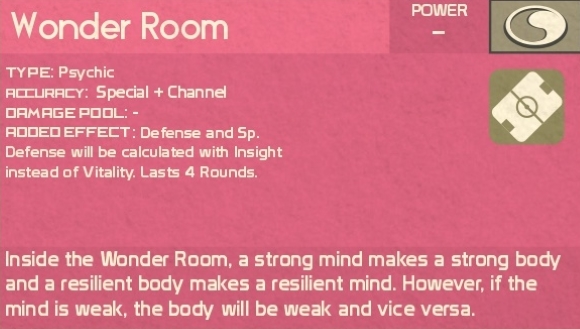 Wonder Room
POWER
–
TYPE: Psychic
ACCURACY: Special + Channel
DAMAGE POOL: -
ADDED EFFECT: Defense and Sp.
Defense will be calculated with Insight
instead of Vitality. Lasts 4 Rounds.
Inside the Wonder Room, a strong mind makes a strong body
and a resilient body makes a resilient mind. However, if the
mind is weak, the body will be weak and vice versa.